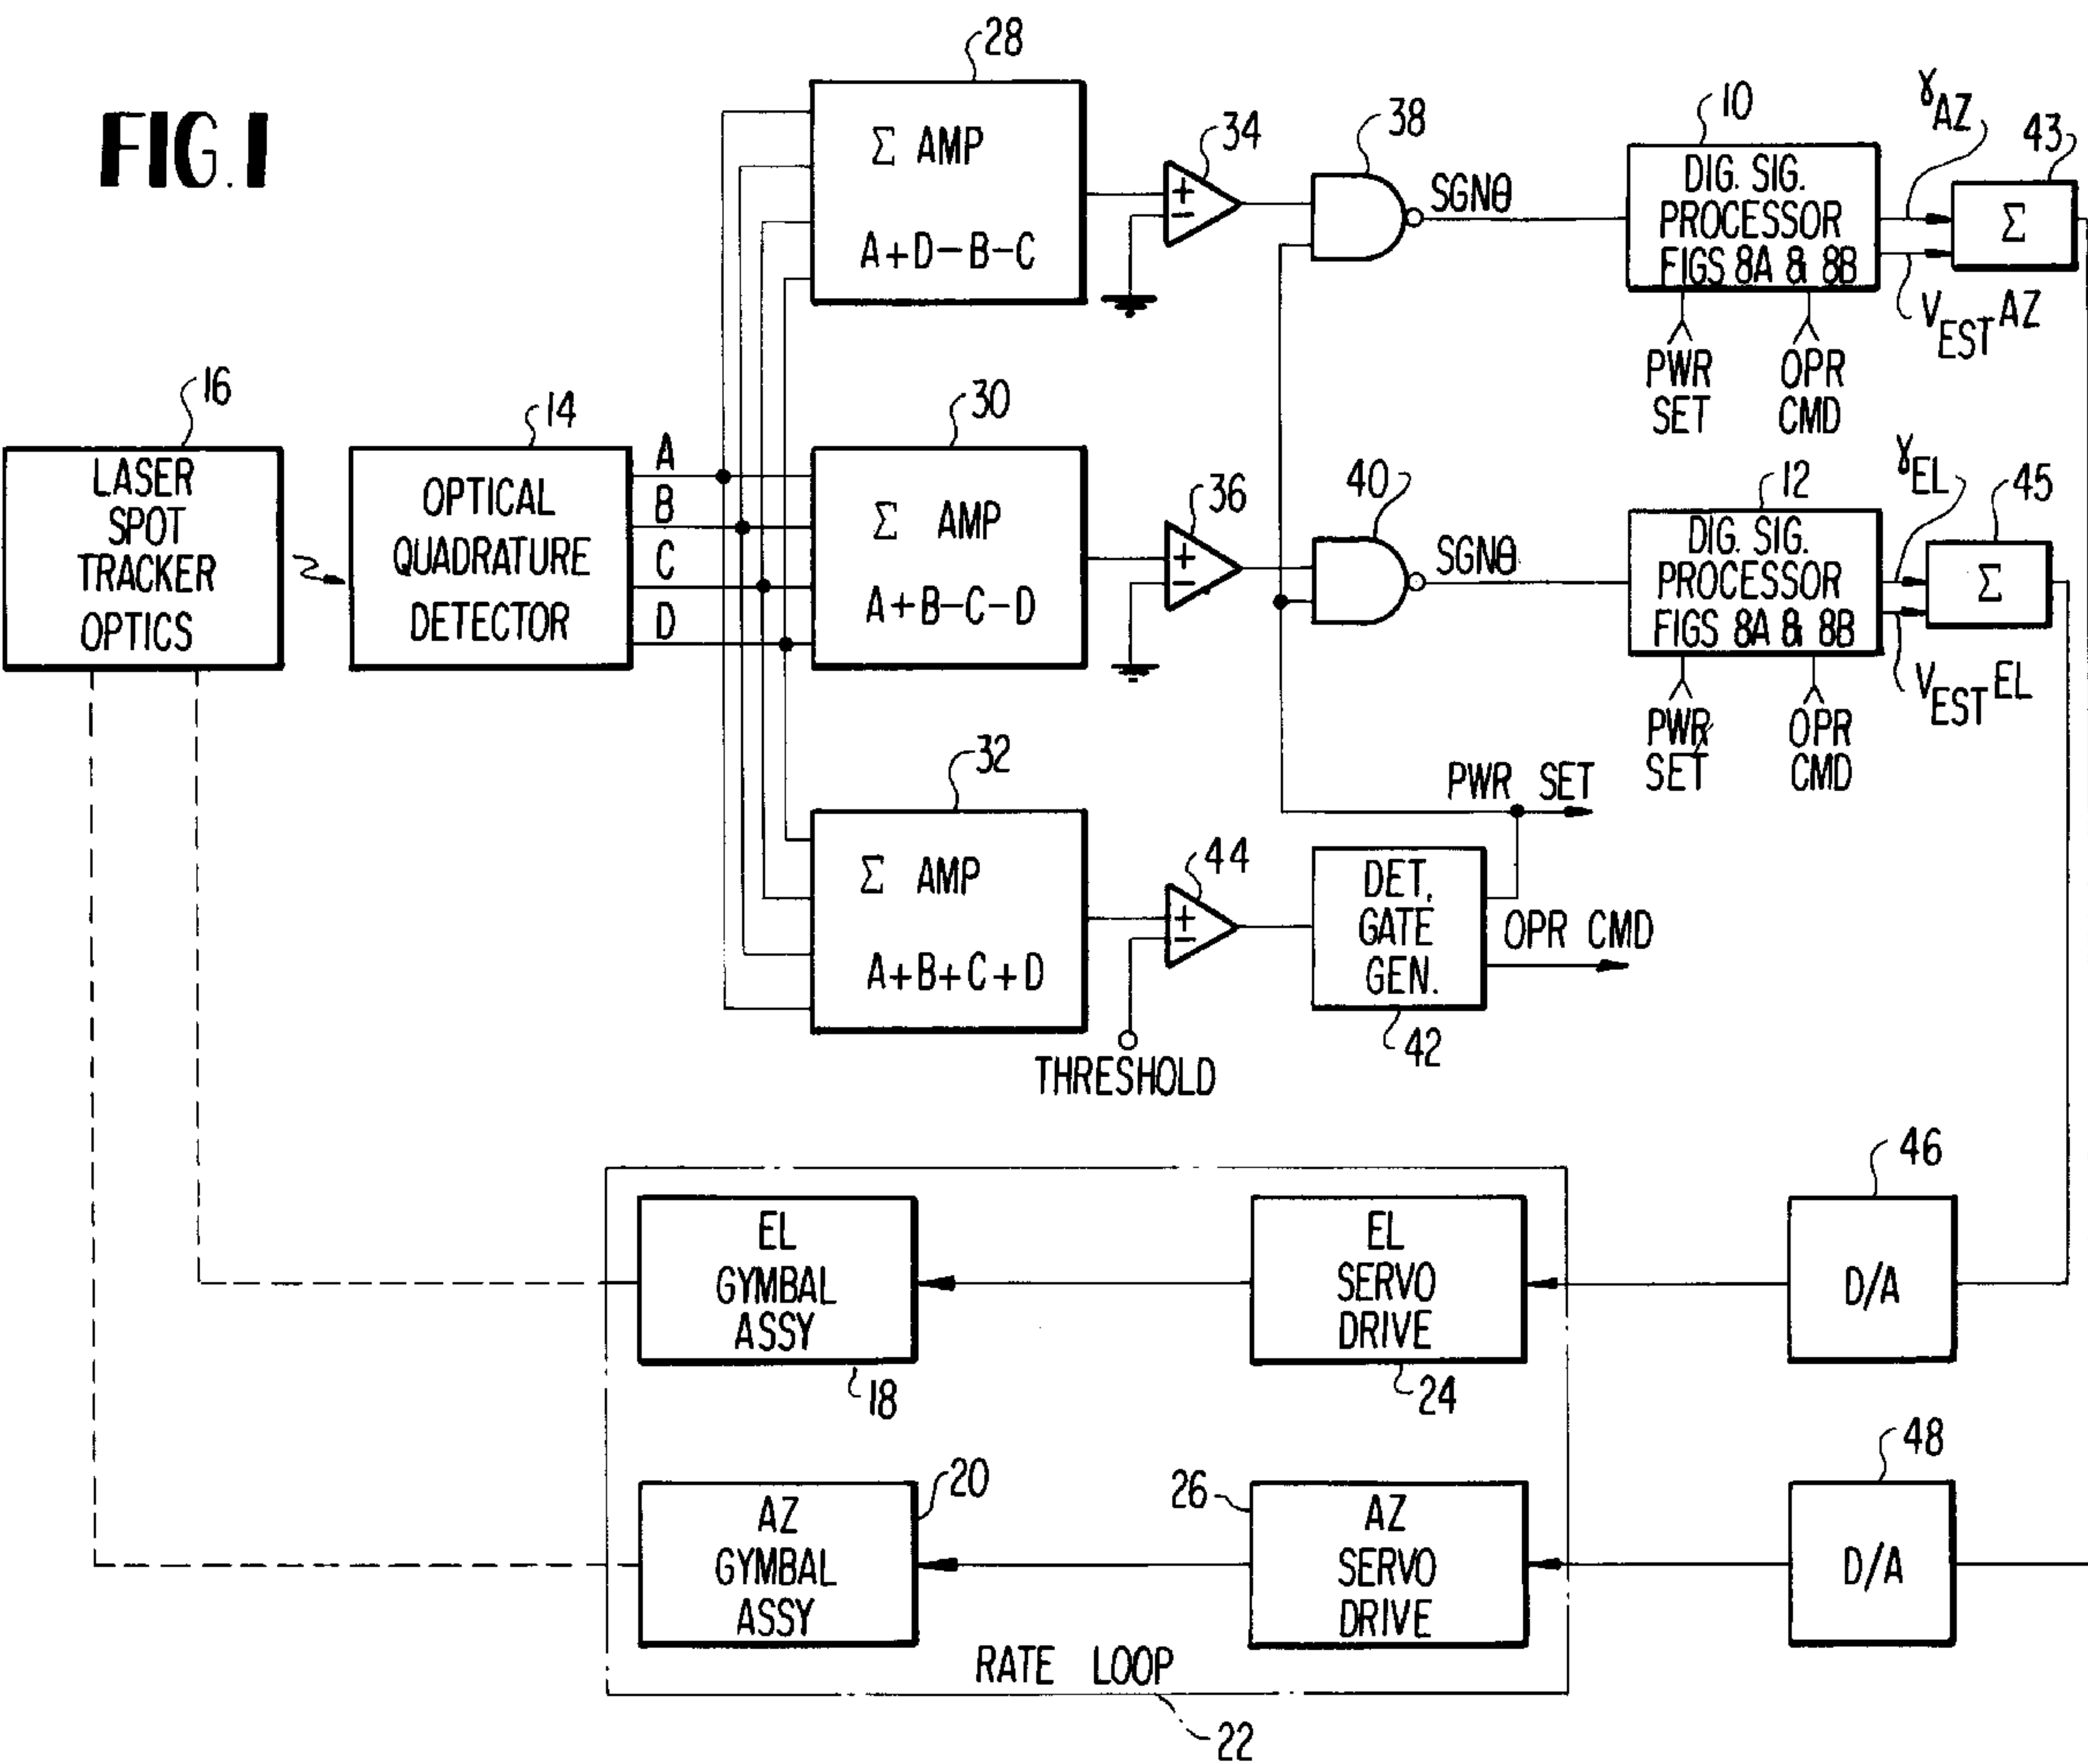 FIG. 1
28
Σ AMP
A+D-B-C
34
+
-
38
SGNθ
10
DIG. SIG.
PROCESSOR
FIGS 8A & 8B
PWR
SET
OPR
CMD
γAZ
VEST AZ
43
Σ
16
LASER
SPOT
TRACKER
OPTICS
14
OPTICAL
QUADRATURE
DETECTOR
A
B
C
D
30
Σ AMP
A+B-C-D
36
+
-
40
SGNθ
12
DIG. SIG.
PROCESSOR
FIGS 8A & 8B
PWR
SET
OPR
CMD
γEL
VEST EL
45
Σ
32
Σ AMP
A+B+C+D
44
+
-
THRESHOLD
PWR SET
DET.
GATE
GEN.
42
OPR CMD
46
D/A
EL
SERVO
DRIVE
24
EL
GYMBAL
ASSY
18
48
D/A
26
AZ
SERVO
DRIVE
20
AZ
GYMBAL
ASSY
RATE LOOP
22